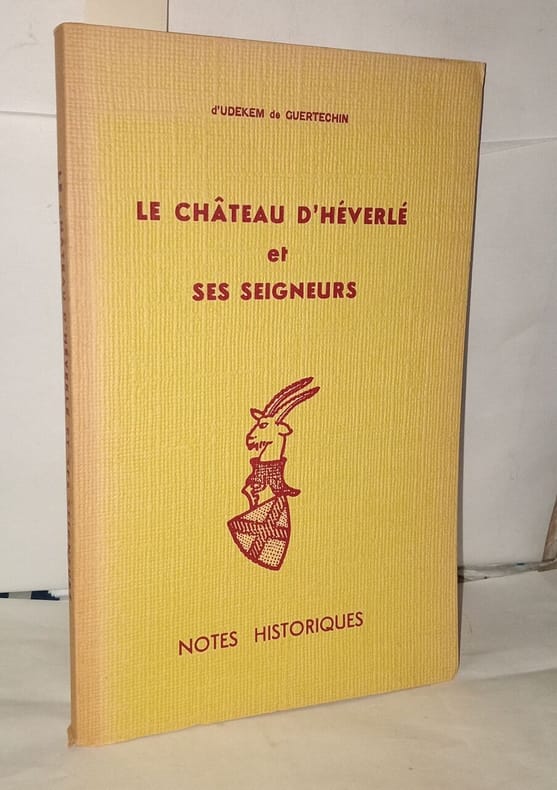 d'UDEKEM de GUERTECHIN
LE CHÂTEAU D'HÉVERLÉ
et
SES SEIGNEURS
NOTES HISTORIQUES